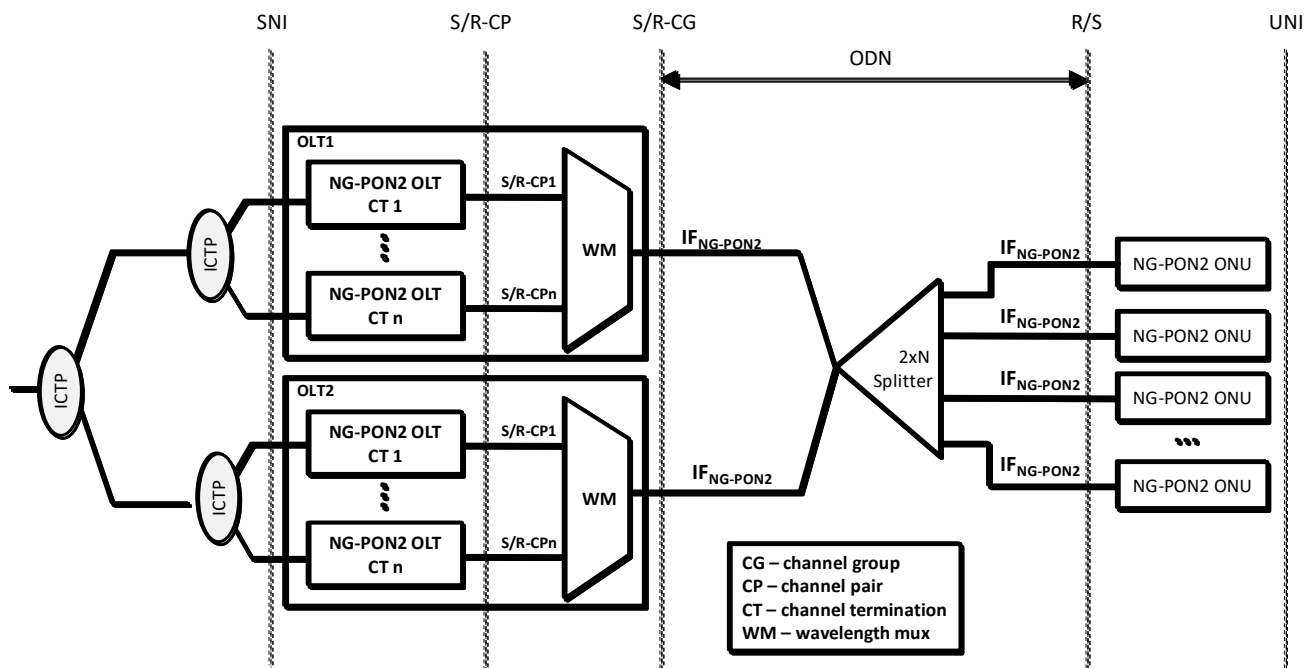 SNI
S/R-CP
S/R-CG
R/S
UNI
ODN
OLT1
NG-PON2 OLT
CT 1
S/R-CP1
NG-PON2 OLT
CT n
S/R-CPn
WM
ICTP
ICTP
ICTP
IFNG-PON2
OLT2
NG-PON2 OLT
CT 1
S/R-CP1
NG-PON2 OLT
CT n
S/R-CPn
WM
IFNG-PON2
2xN
Splitter
IFNG-PON2
NG-PON2 ONU
IFNG-PON2
NG-PON2 ONU
IFNG-PON2
NG-PON2 ONU
IFNG-PON2
NG-PON2 ONU
CG – channel group
CP – channel pair
CT – channel termination
WM – wavelength mux